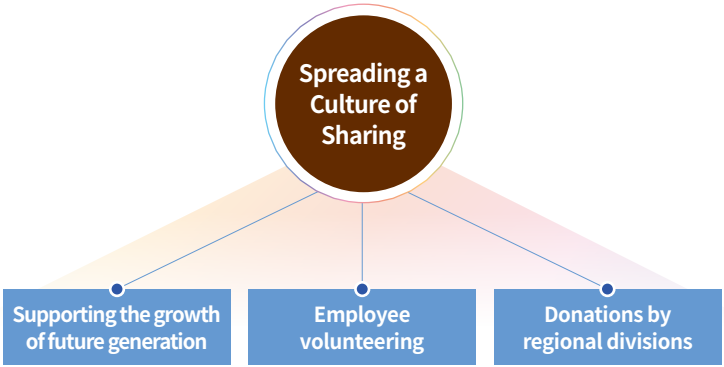 Spreading a
Culture of
Sharing
Supporting the growth
of future generation
Employee
volunteering
Donations by
regional divisions